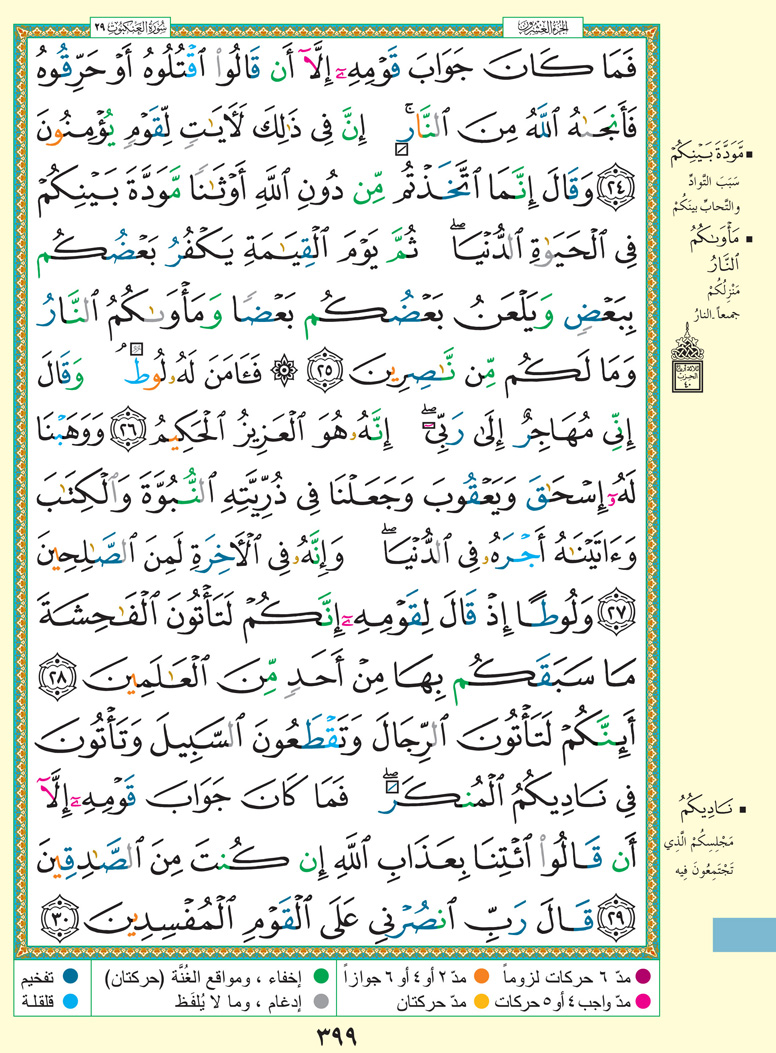 سُورَةُ العَنكَبُوت ٢٩
الجُزءُ العِشْرُون
فَمَا كَانَ جَوَابَ قَوْمِهِۦٓ إِلَّآ أَن قَالُوا۟ ٱقْتُلُوهُ أَوْ حَرِّقُوهُ
فَأَنجَىٰهُ ٱللَّهُ مِنَ ٱلنَّارِ ۚ إِنَّ فِى ذَٰلِكَ لَـَٔايَـٰتٍ لِّقَوْمٍ يُؤْمِنُونَ
﴿٢٤﴾ وَقَالَ إِنَّمَا ٱتَّخَذْتُم مِّن دُونِ ٱللَّهِ أَوْثَـٰنًا مَّوَدَّةَ بَيْنِكُمْ
فِى ٱلْحَيَوٰةِ ٱلدُّنْيَا ۖ ثُمَّ يَوْمَ ٱلْقِيَـٰمَةِ يَكْفُرُ بَعْضُكُم
بِبَعْضٍ وَيَلْعَنُ بَعْضُكُم بَعْضًا وَمَأْوَىٰكُمُ ٱلنَّارُ
وَمَا لَكُم مِّن نَّـٰصِرِينَ ﴿٢٥﴾ ۞ فَـَٔامَنَ لَهُۥ لُوطٌ ۘ وَقَالَ
إِنِّى مُهَاجِرٌ إِلَىٰ رَبِّىٓ ۖ إِنَّهُۥ هُوَ ٱلْعَزِيزُ ٱلْحَكِيمُ ﴿٢٦﴾ وَوَهَبْنَا
لَهُۥٓ إِسْحَـٰقَ وَيَعْقُوبَ وَجَعَلْنَا فِى ذُرِّيَّتِهِ ٱلنُّبُوَّةَ وَٱلْكِتَـٰبَ
وَءَاتَيْنَـٰهُ أَجْرَهُۥ فِى ٱلدُّنْيَا ۖ وَإِنَّهُۥ فِى ٱلْـَٔاخِرَةِ لَمِنَ ٱلصَّـٰلِحِينَ
﴿٢٧﴾ وَلُوطًا إِذْ قَالَ لِقَوْمِهِۦٓ إِنَّكُمْ لَتَأْتُونَ ٱلْفَـٰحِشَةَ
مَا سَبَقَكُم بِهَا مِنْ أَحَدٍ مِّنَ ٱلْعَـٰلَمِينَ ﴿٢٨﴾
أَئِنَّكُمْ لَتَأْتُونَ ٱلرِّجَالَ وَتَقْطَعُونَ ٱلسَّبِيلَ وَتَأْتُونَ
فِى نَادِيكُمُ ٱلْمُنكَرَ ۖ فَمَا كَانَ جَوَابَ قَوْمِهِۦٓ إِلَّآ
أَن قَالُوا۟ ٱئْتِنَا بِعَذَابِ ٱللَّهِ إِن كُنتَ مِنَ ٱلصَّـٰدِقِينَ
﴿٢٩﴾ قَالَ رَبِّ ٱنصُرْنِى عَلَى ٱلْقَوْمِ ٱلْمُفْسِدِينَ ﴿٣٠﴾
▪ مَّوَدَّةَ بَيْنِكُمْ
سَبَبَ التَّوادِّ
والتَّحابِّ بينَكُمْ
▪ مَأْوَىٰكُمُ
ٱلنَّارُ
مَنْزِلُكُمْ
جميعاً النارُ
ثلاثة أرباع
الحزب
٤٠
▪ نَادِيكُمُ
مَجْلِسِكُمْ الَّذِي
تَجْتَمِعُونَ فِيه
مدّ ٦ حركات لزوماً ● مدّ ٢ أو ٤ أو ٦ جوازاً ● إخفاء ، ومواقع الغُنَّة (حركتان) ● تفخيم
مدّ واجب ٤ أو ٥ حركات ● مدّ حركتان ● إدغام ، وما لا يُلفَظ ● قلقلة
٣٩٩